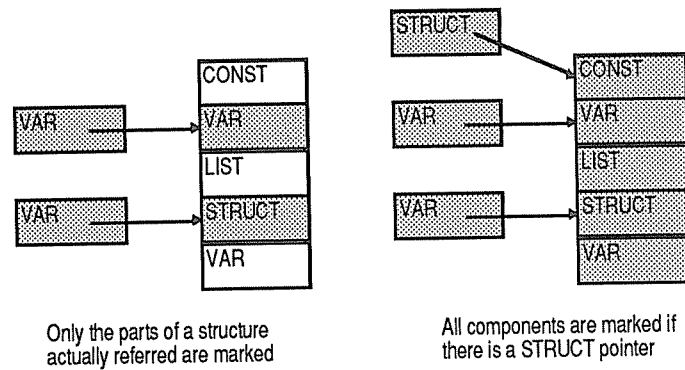 CONST
VAR
VAR
LIST
VAR
STRUCT
VAR
Only the parts of a structure
actually referred are marked
STRUCT
CONST
VAR
VAR
LIST
VAR
STRUCT
VAR
All components are marked if
there is a STRUCT pointer